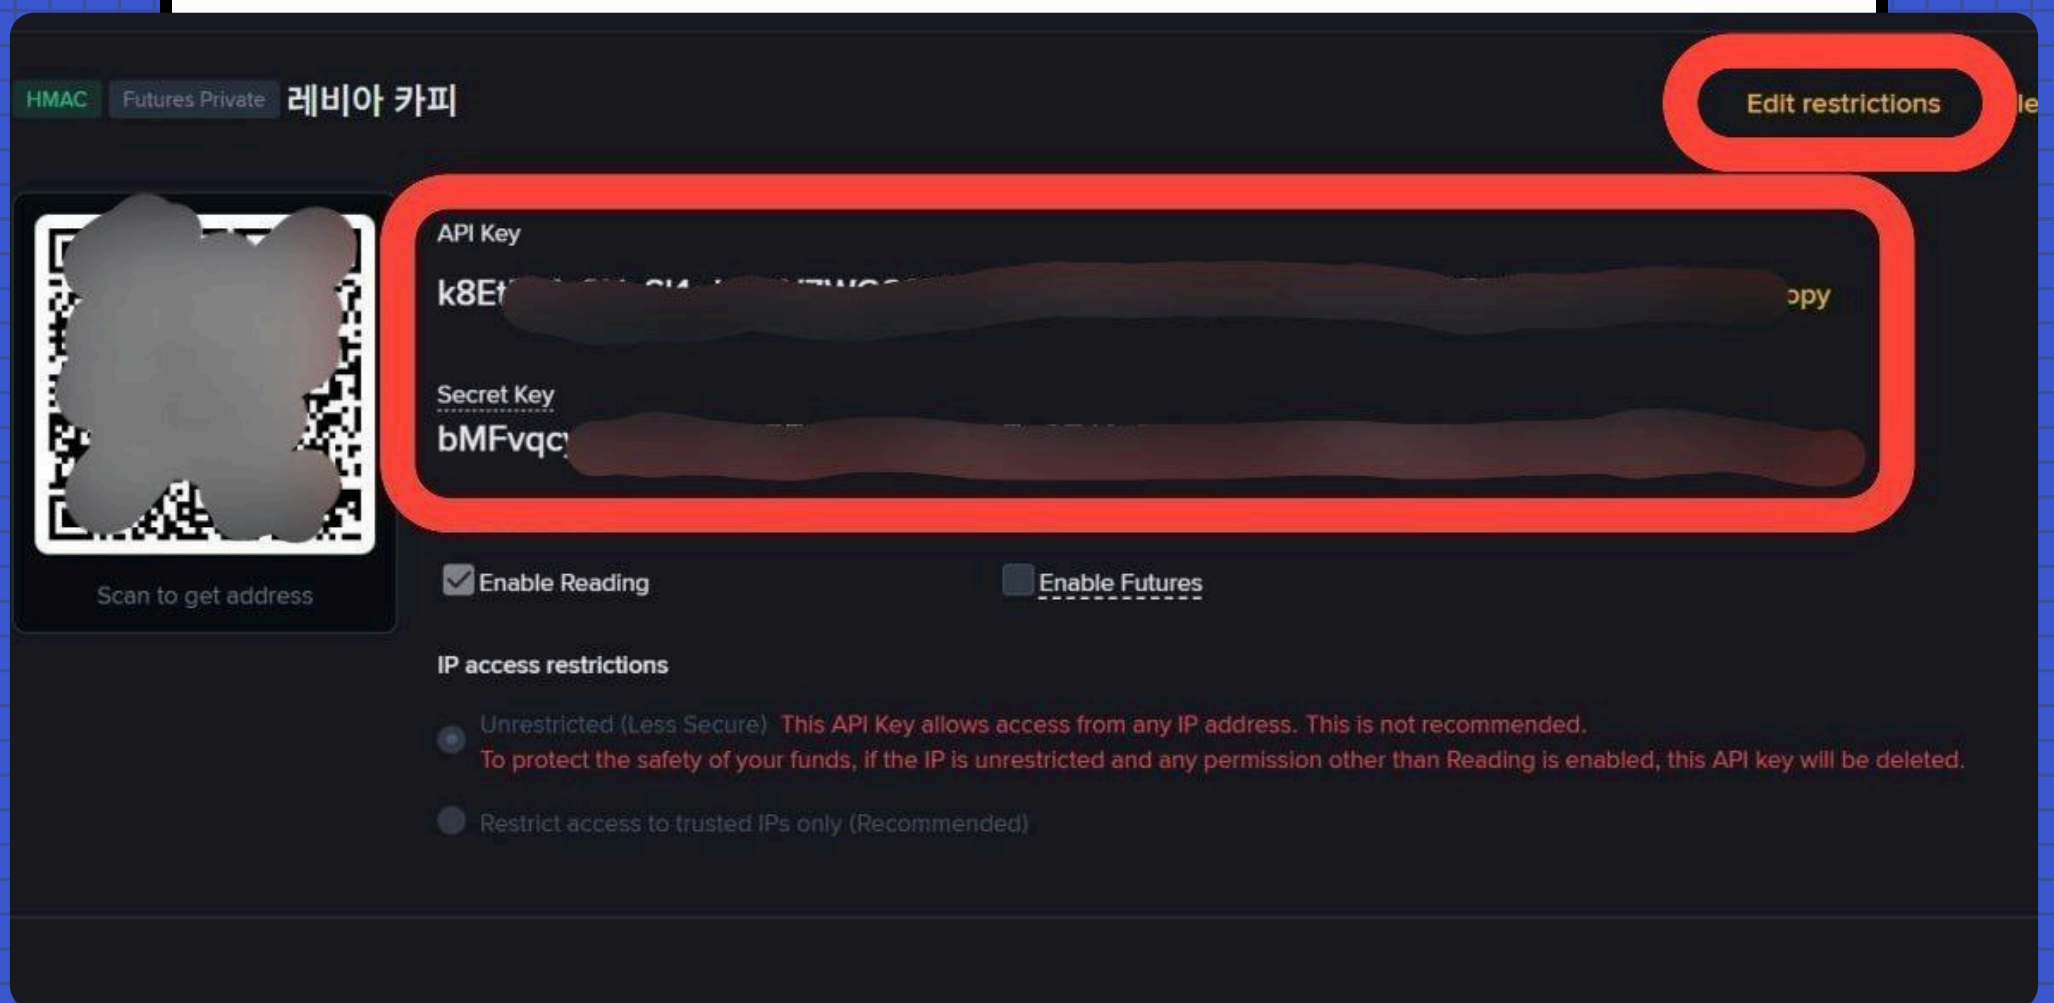 HMAC Futures Private 레비아 카피 Edit restrictions
API Key
Secret Key
Scan to get address
Enable Reading Enable Futures
IP access restrictions
Unrestricted (Less Secure) This API Key allows access from any IP address. This is not recommended.
To protect the safety of your funds, if the IP is unrestricted and any permission other than Reading is enabled, this API key will be deleted.
Restrict access to trusted IPs only (Recommended)